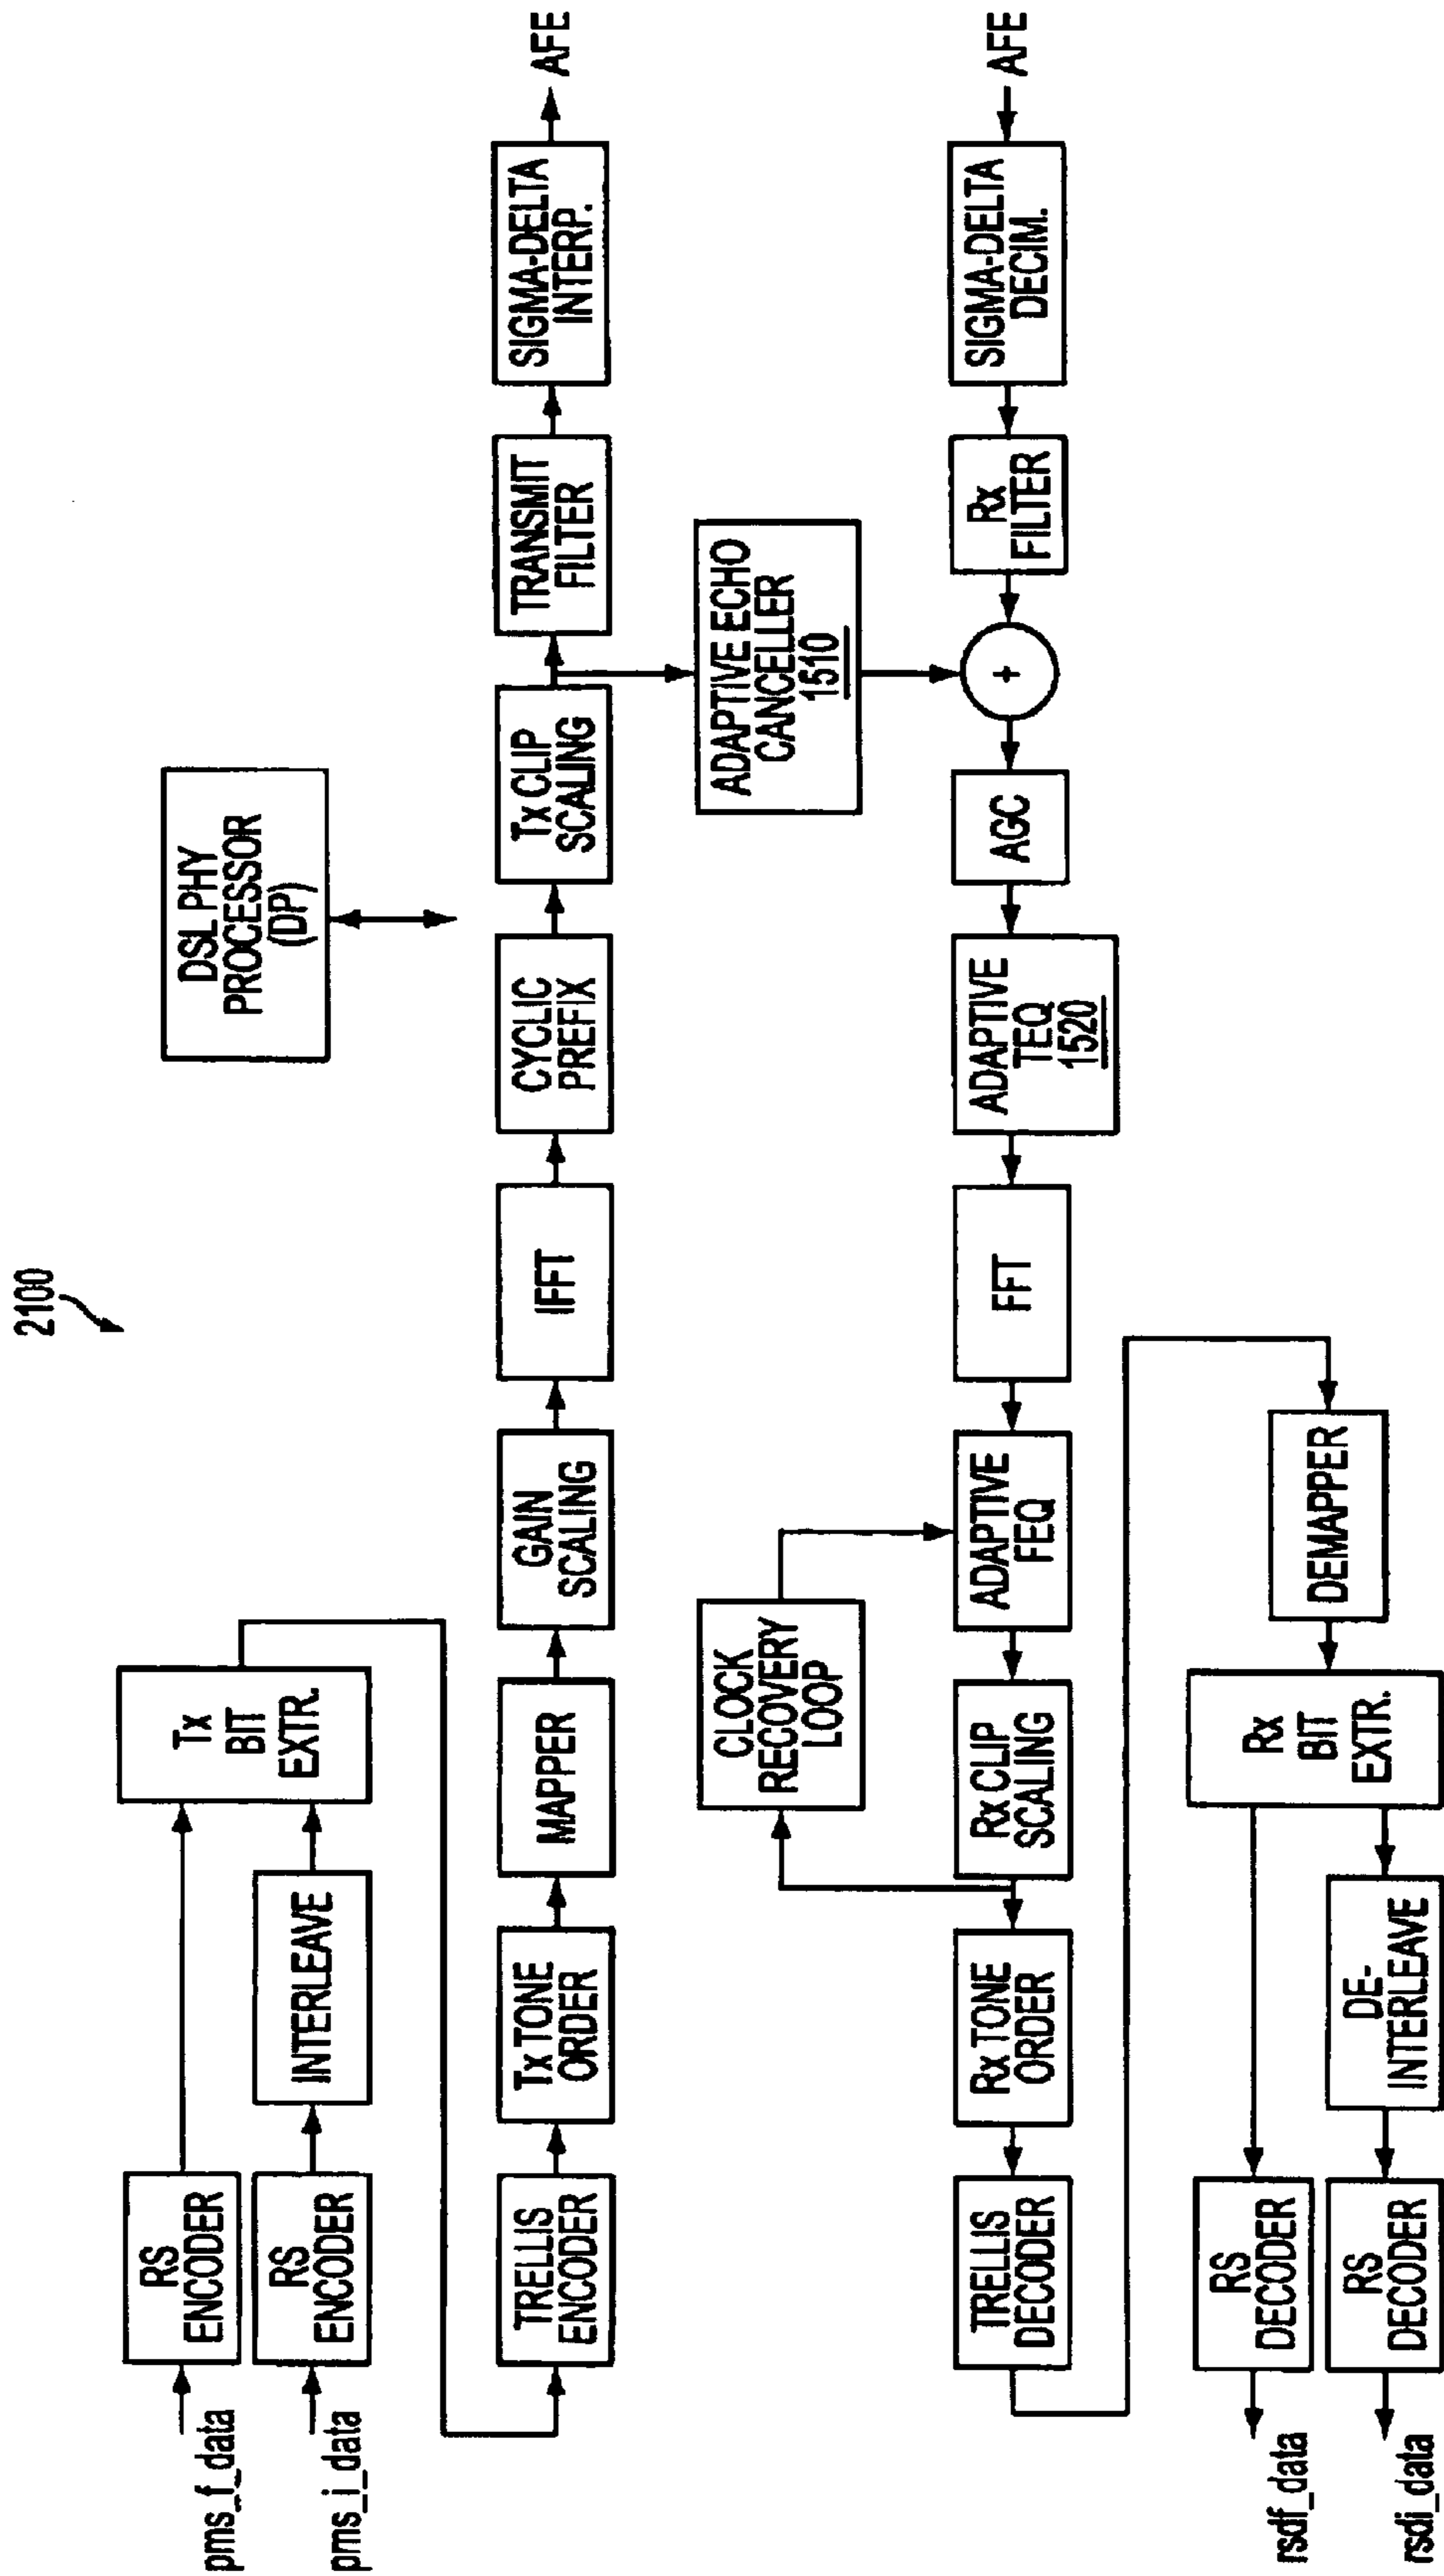 2100
DSL PHY
PROCESSOR
(DP)
pms_f_data
RS
ENCODER
Tx
BIT
EXTR.
pms_i_data
RS
ENCODER
INTERLEAVE
TRELLIS
ENCODER
Tx TONE
ORDER
MAPPER
GAIN
SCALING
IFFT
CYCLIC
PREFIX
Tx CLIP
SCALING
TRANSMIT
FILTER
SIGMA-DELTA
INTERP.
AFE
CLOCK
RECOVERY
LOOP
ADAPTIVE ECHO
CANCELLER
1510
TRELLIS
DECODER
Rx TONE
ORDER
Rx CLIP
SCALING
ADAPTIVE
FEQ
FFT
ADAPTIVE
TEQ
1520
AGC
+
Rx
FILTER
SIGMA-DELTA
DECIM.
AFE
rsdf_data
RS
DECODER
Rx
BIT
EXTR.
DEMAPPER
rsdi_data
RS
DECODER
DE-
INTERLEAVE